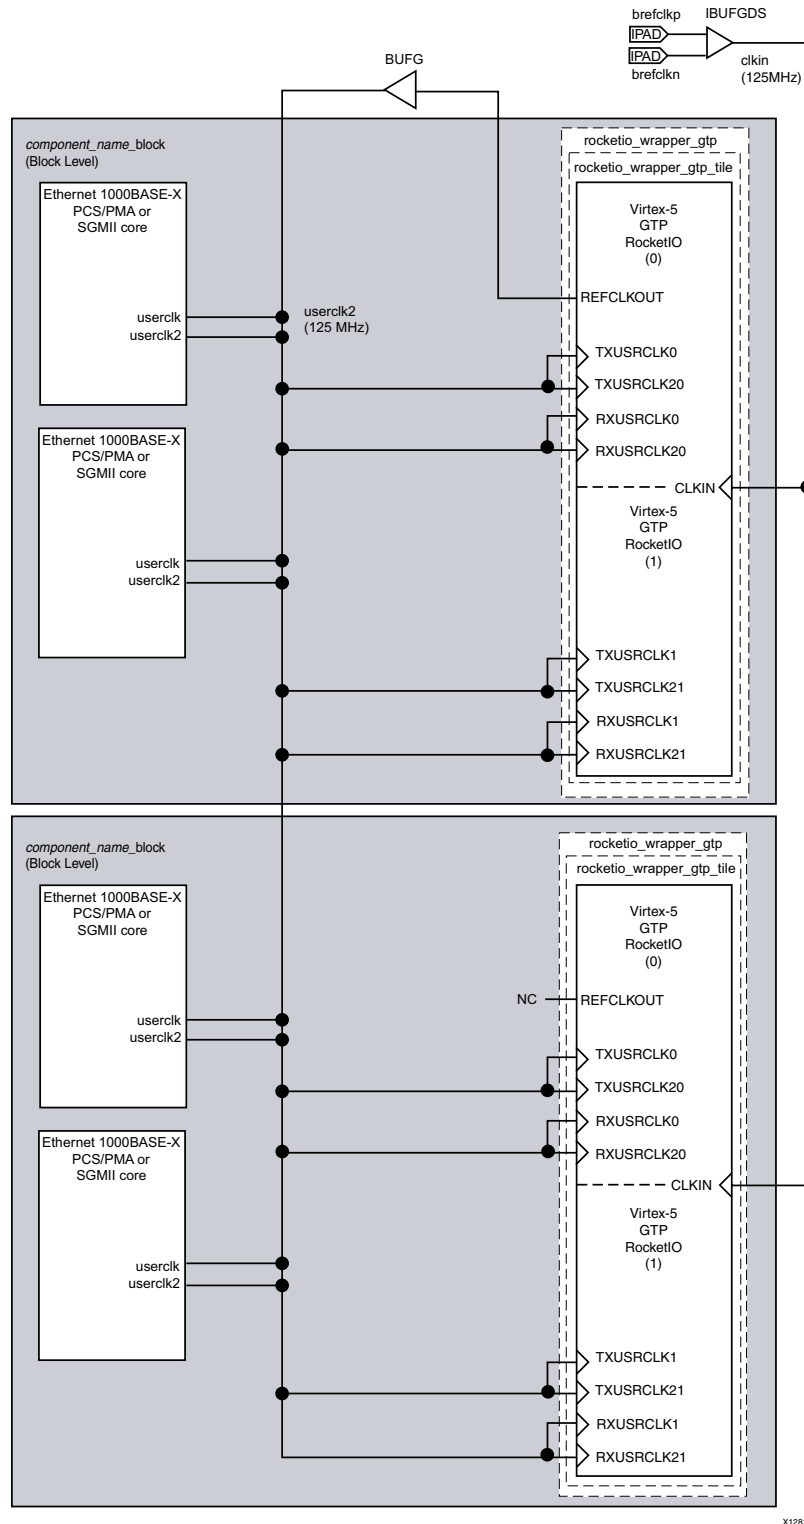 brefclkp
IBUFGDS
IPAD
IPAD
brefclkn
clkin
(125MHz)
BUFG
component_name_block
(Block Level)
rocketio_wrapper_gtp
rocketio_wrapper_gtp_tile
Ethernet 1000BASE-X
PCS/PMA or
SGMII core
userclk
userclk2
userclk2
(125 MHz)
Virtex-5
GTP
RocketIO
(0)
REFCLKOUT
TXUSRCLK0
TXUSRCLK20
RXUSRCLK0
RXUSRCLK20
CLKIN
Ethernet 1000BASE-X
PCS/PMA or
SGMII core
userclk
userclk2
Virtex-5
GTP
RocketIO
(1)
TXUSRCLK1
TXUSRCLK21
RXUSRCLK1
RXUSRCLK21
component_name_block
(Block Level)
rocketio_wrapper_gtp
rocketio_wrapper_gtp_tile
Ethernet 1000BASE-X
PCS/PMA or
SGMII core
userclk
userclk2
Virtex-5
GTP
RocketIO
(0)
NC
REFCLKOUT
TXUSRCLK0
TXUSRCLK20
RXUSRCLK0
RXUSRCLK20
CLKIN
Ethernet 1000BASE-X
PCS/PMA or
SGMII core
userclk
userclk2
Virtex-5
GTP
RocketIO
(1)
TXUSRCLK1
TXUSRCLK21
RXUSRCLK1
RXUSRCLK21